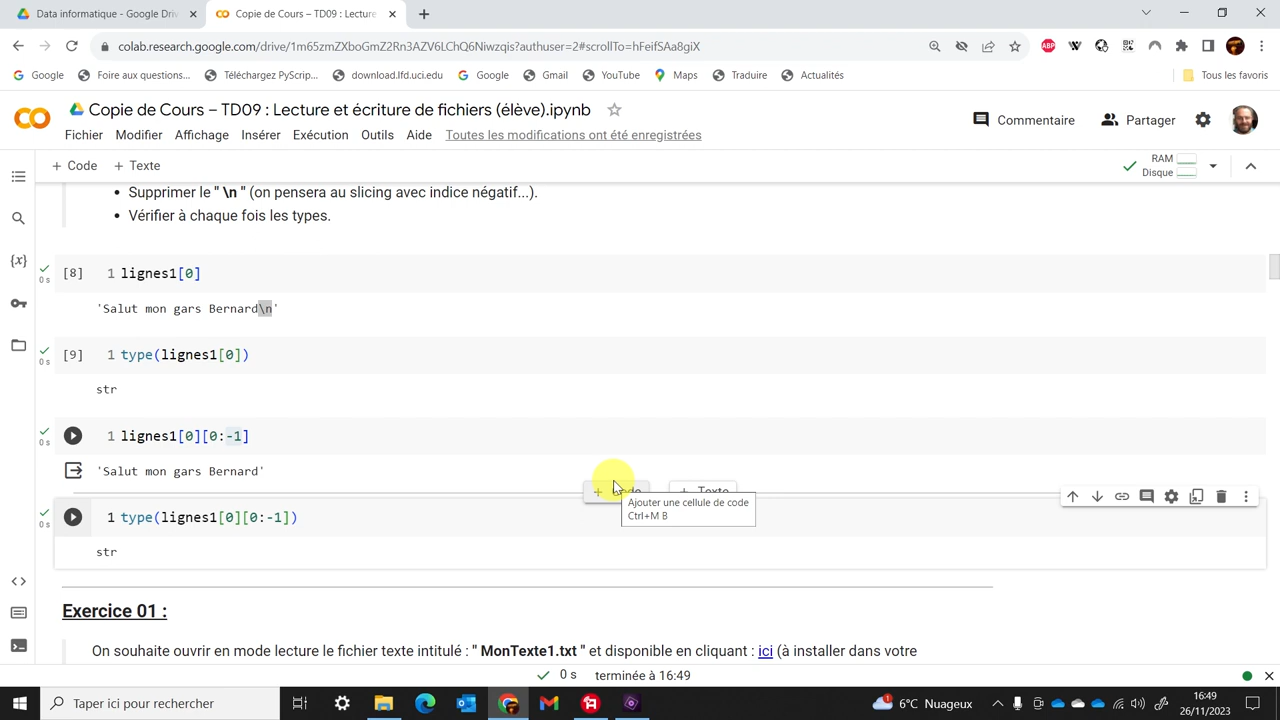 Data informatique - Google Driv
Copie de Cours – TD09 : Lecture
colab.research.google.com/drive/1m65zmZXboGmZ2Rn3AZV6LChQ6Niwzqis?authuser=2#scrollTo=hFeifSAa8giX
ABP
W
Google
Foire aux questions...
Téléchargez PyScrip...
download.lfd.uci.edu
Google
Gmail
YouTube
Maps
Traduire
Actualités
Tous les favoris
Copie de Cours – TD09 : Lecture et écriture de fichiers (élève).ipynb
Commentaire
Partager
Fichier
Modifier
Affichage
Insérer
Exécution
Outils
Aide
Toutes les modifications ont été enregistrées
+ Code
+ Texte
RAM
Disque
Supprimer le " \n " (on pensera au slicing avec indice négatif...).
Vérifier à chaque fois les types.
[8] 1 lignes1[0]
0 s
'Salut mon gars Bernard\n'
[9] 1 type(lignes1[0])
0 s
str
1 lignes1[0][0:-1]
0 s
'Salut mon gars Bernard'
+ Texte
Ajouter une cellule de code
Ctrl+M B
1 type(lignes1[0][0:-1])
0 s
str
Exercice 01 :
On souhaite ouvrir en mode lecture le fichier texte intitulé : " MonTexte1.txt " et disponible en cliquant : ici (à installer dans votre
0 s terminée à 16:49
Taper ici pour rechercher
6°C Nuageux
16:49
26/11/2023